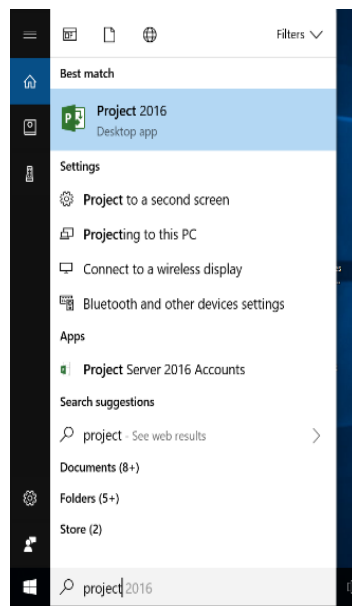 Filters
Best match
Project 2016
Desktop app
Settings
Project to a second screen
Projecting to this PC
Connect to a wireless display
Bluetooth and other devices settings
Apps
Project Server 2016 Accounts
Search suggestions
project - See web results
Documents (8+)
Folders (5+)
Store (2)
project 2016